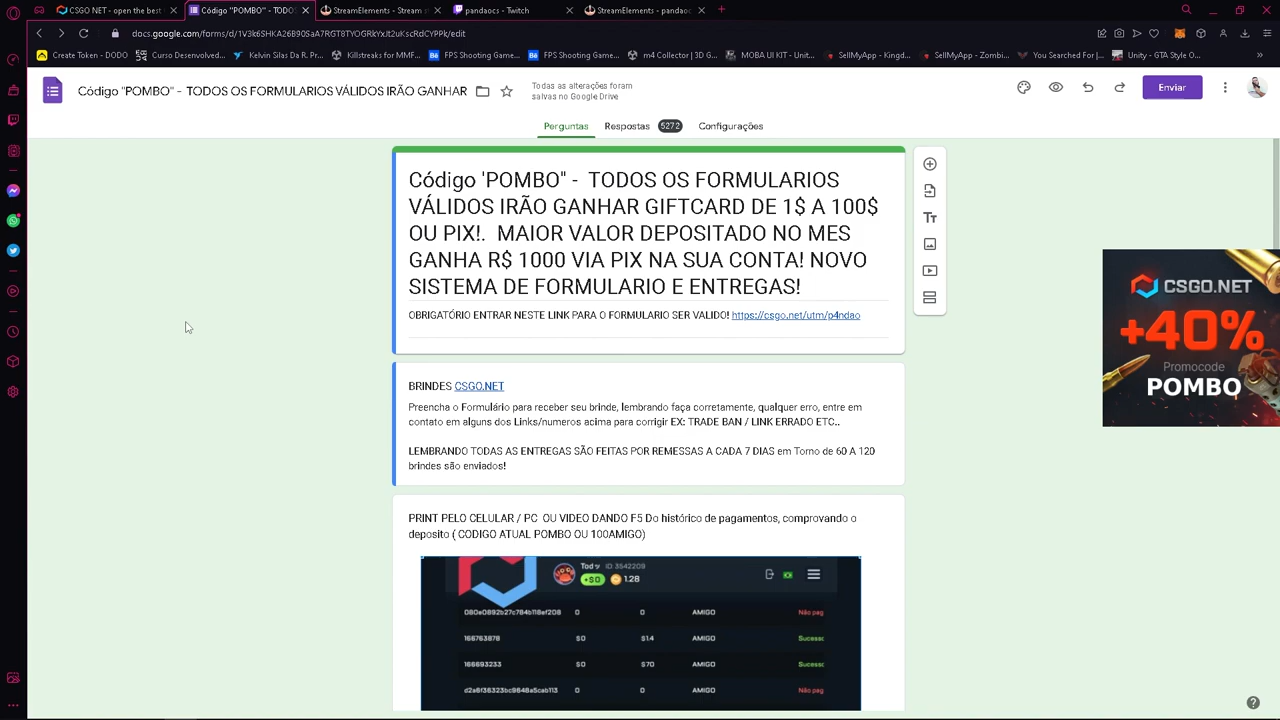 CSGO NET - open the best
Código "POMBO" - TODOS
StreamElements - Activity F
pandaoc - Twitch
StreamElements - pandaoc
docs.google.com/forms/d/
Create Token - DODO
Curso Desenvolved...
Kelvin Silas Da R...
Killstreaks for MMF...
FPS Shooting Game...
FPS Shooting Game...
m4 Collector | 3D G...
MOBA UI KIT - Unit...
SellMyApp - Kingd...
SellMyApp - Zombi...
You Searched For |...
Unity - GTA Style O...
Código "POMBO" - TODOS OS FORMULARIOS VÁLIDOS IRÃO GANHAR
Todas as alterações foram
salvas no Google Drive
Enviar
Perguntas
Respostas 5272
Configurações
Código 'POMBO" - TODOS OS FORMULARIOS
VÁLIDOS IRÃO GANHAR GIFTCARD DE 1$ A 100$
OU PIX!. MAIOR VALOR DEPOSITADO NO MES
GANHA R$ 1000 VIA PIX NA SUA CONTA! NOVO
SISTEMA DE FORMULARIO E ENTREGAS!
OBRIGATÓRIO ENTRAR NESTE LINK PARA O FORMULARIO SER VALIDO! https://csgo.net/utm/p4ndao
CSGO.NET
+40%
Promocode
POMBO
BRINDES CSGO.NET
Preencha o Formulário para receber seu brinde, lembrando faça corretamente, qualquer erro, entre em
contato em alguns dos Links/numeros acima para corrigir EX: TRADE BAN / LINK ERRADO ETC..
LEMBRANDO TODAS AS ENTREGAS SÃO FEITAS POR REMESSAS A CADA 7 DIAS em Torno de 60 A 120
brindes são enviados!
PRINT PELO CELULAR / PC OU VIDEO DANDO F5 Do histórico de pagamentos, comprovando o
deposito ( CODIGO ATUAL POMBO OU 100AMIGO)
Tody ID 3542209
+$0 1.28
0 0 AMIGO Não pag
166763878 $0 $1.4 AMIGO Sucesso
166693233 $0 $70 AMIGO Sucesso
0 0 AMIGO Não pag